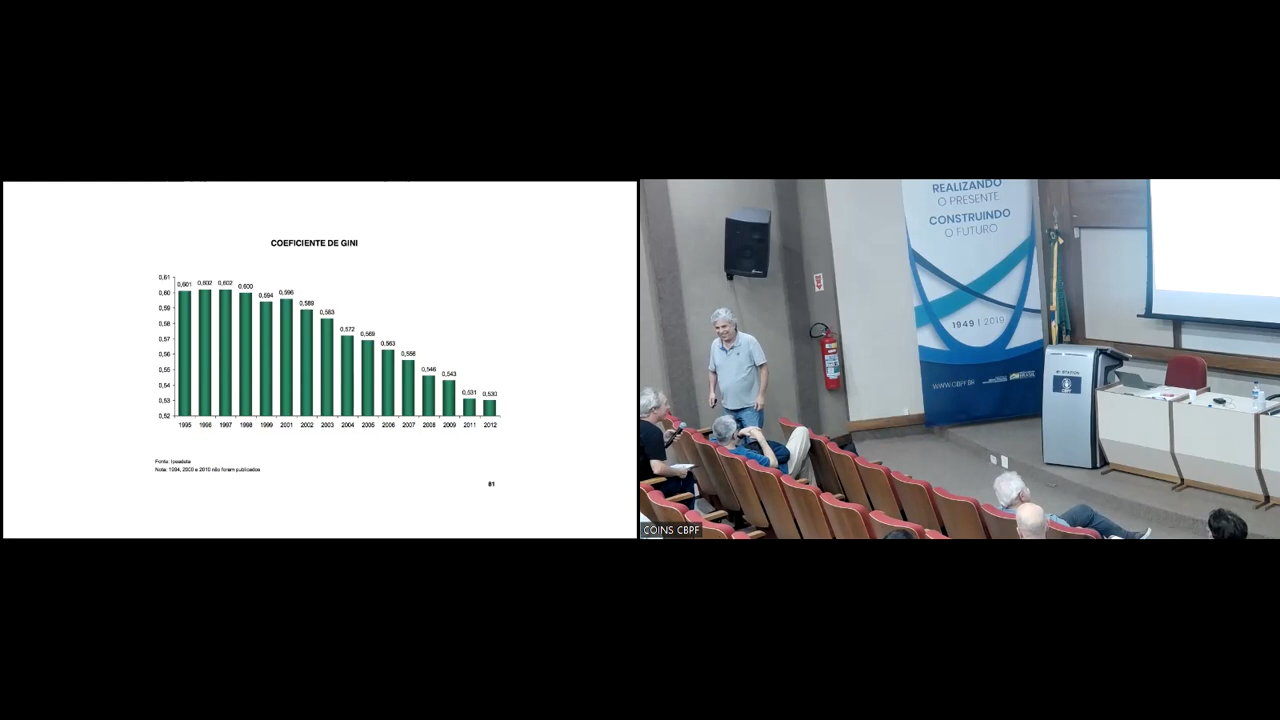 COEFICIENTE DE GINI
0,61
0,60
0,59
0,58
0,57
0,56
0,55
0,54
0,53
0,52
0,601
0,602
0,602
0,600
0,594
0,596
0,589
0,583
0,572
0,569
0,563
0,556
0,546
0,543
0,531
0,530
1995 1996 1997 1998 1999 2001 2002 2003 2004 2005 2006 2007 2008 2009 2011 2012
Fonte: Ipeadata
Nota: 1994, 2000 e 2010 não foram publicados
81
REALIZANDO
O PRESENTE
CONSTRUINDO
O FUTURO
1949 | 2019
WWW.CBPF.BR
BRASIL
CBPF
COINS CBPF